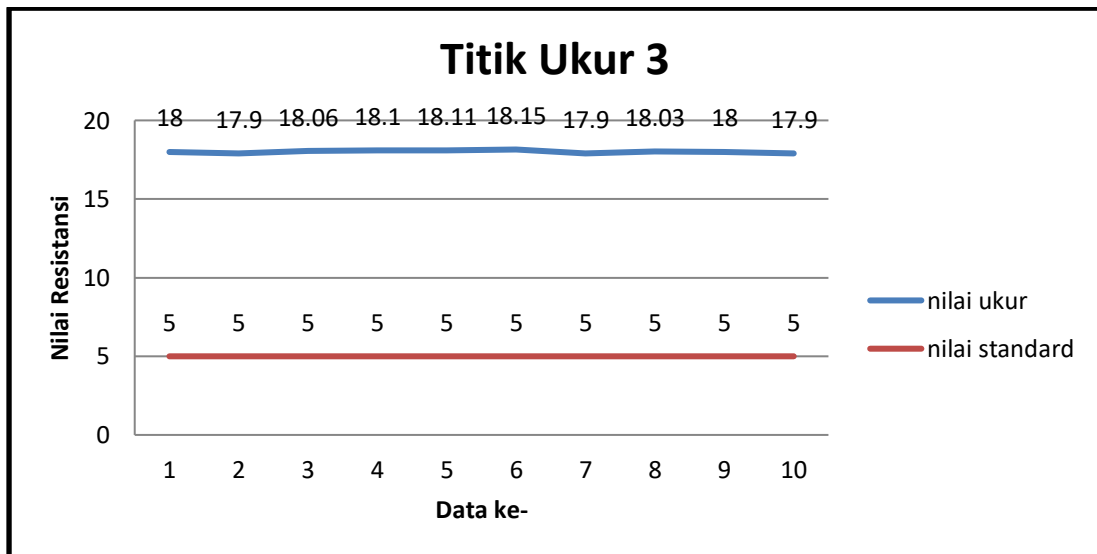 Titik Ukur 3
18 17.9 18.06 18.1 18.11 18.15 17.9 18.03 18 17.9
20
15
10
5 5 5 5 5 5 5 5 5 5
5
0
1 2 3 4 5 6 7 8 9 10
Nilai Resistansi
Data ke-
nilai ukur
nilai standard